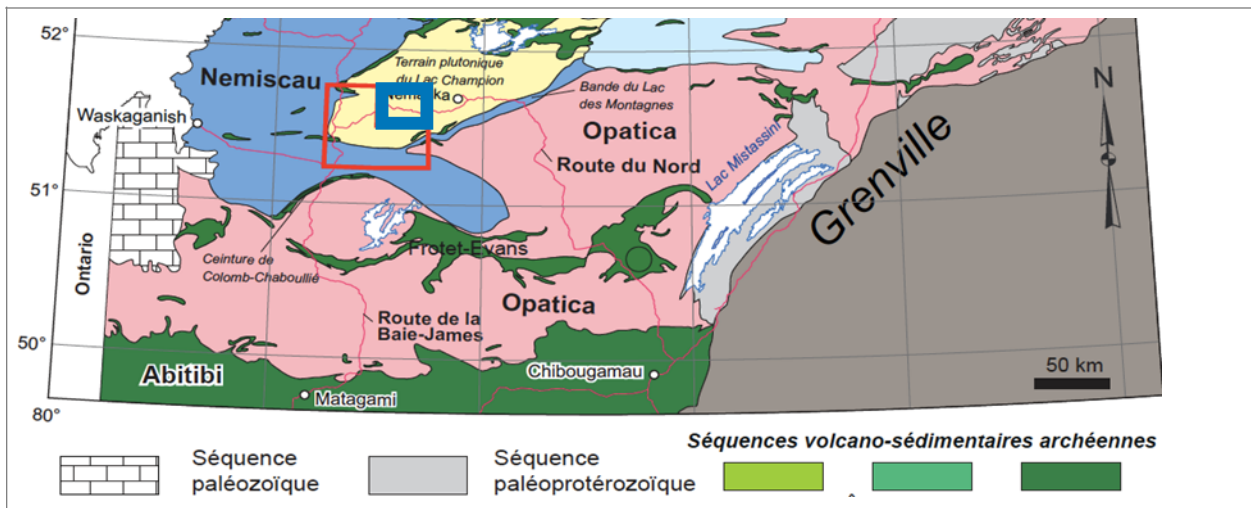 52°
Terrain plutonique
du Lac Champion
Nemiscau
Bande du Lac
des Montagnes
N
Waskaganish
Opatica
Route du Nord
Lac Mistassini
Grenville
51°
Ontario
Frotet-Evans
Ceinture de
Colomb-Chaboullié
Opatica
Route de la
Baie-James
50°
Abitibi
Chibougamau
50 km
Matagami
80°
Séquences volcano-sédimentaires archéennes
Séquence
paléozoïque
Séquence
paléoprotérozoïque